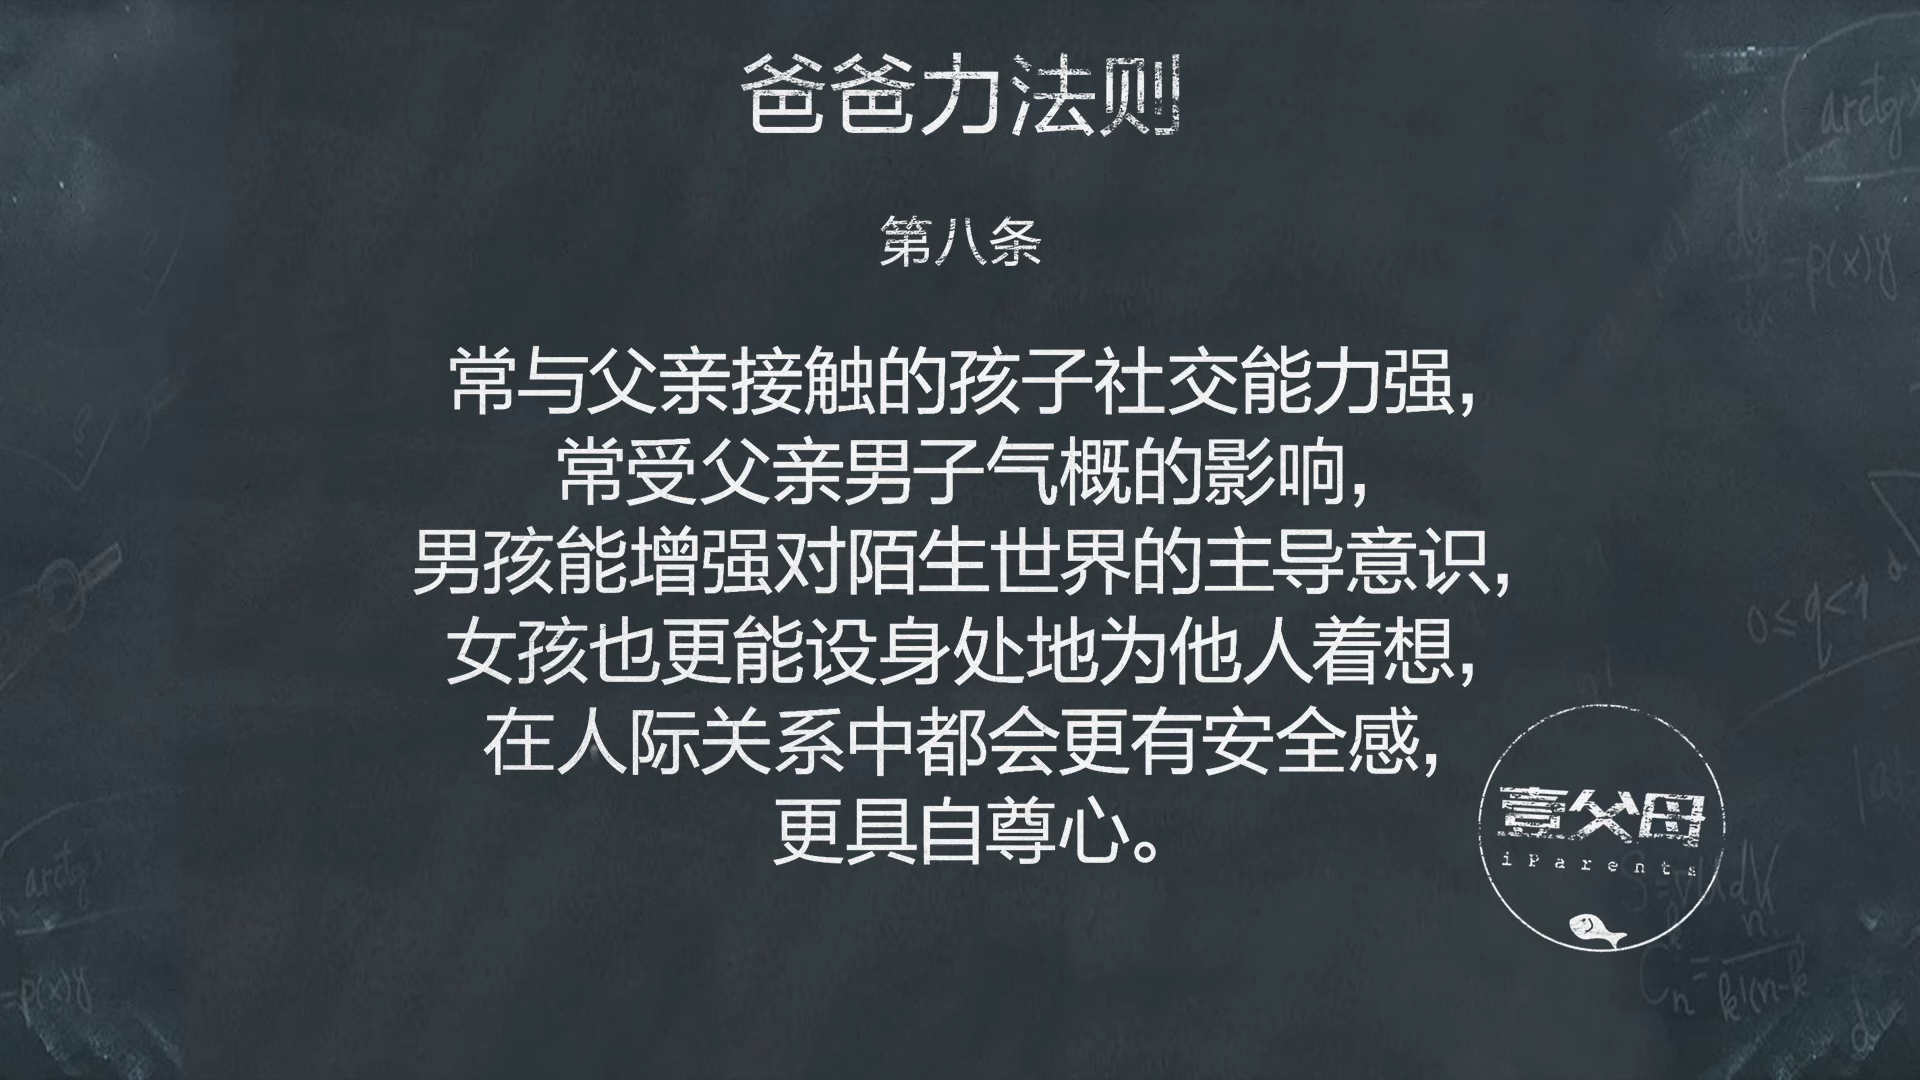 爸爸力法则
第八条
常与父亲接触的孩子社交能力强，
常受父亲男子气概的影响，
男孩能增强对陌生世界的主导意识，
女孩也更能设身处地为他人着想，
在人际关系中都会更有安全感，
更具自尊心。
壹父母
iParents
arctg
p(x)y
0≤q<1
=p(x)y